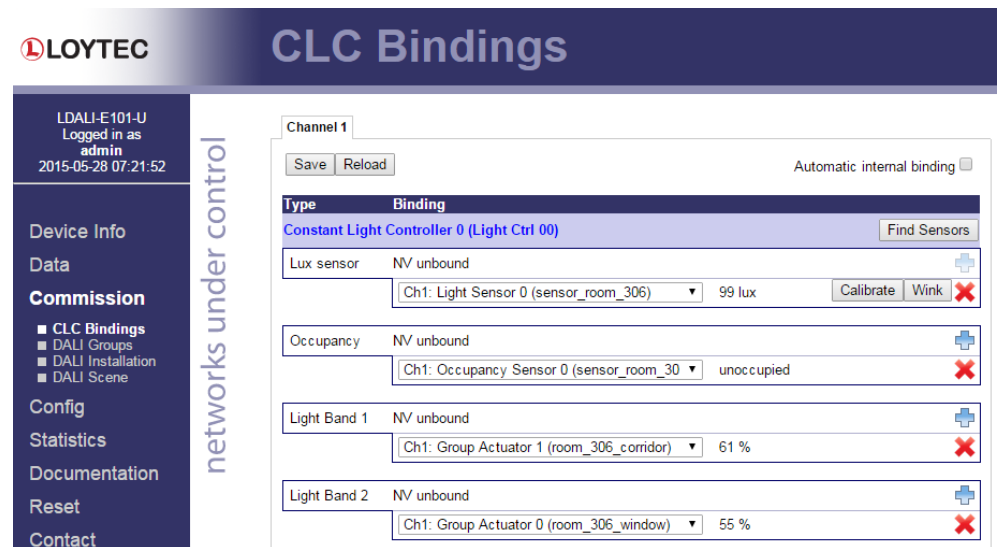 LOYTEC
CLC Bindings
LDALI-E101-U
Logged in as
admin
2015-05-28 07:21:52
networks under control
Device Info
Data
Commission
CLC Bindings
DALI Groups
DALI Installation
DALI Scene
Config
Statistics
Documentation
Reset
Contact
Channel 1
Save Reload Automatic internal binding
Type Binding
Constant Light Controller 0 (Light Ctrl 00) Find Sensors
Lux sensor NV unbound
Ch1: Light Sensor 0 (sensor_room_306) 99 lux Calibrate Wink
Occupancy NV unbound
Ch1: Occupancy Sensor 0 (sensor_room_30 unoccupied
Light Band 1 NV unbound
Ch1: Group Actuator 1 (room_306_corridor) 61 %
Light Band 2 NV unbound
Ch1: Group Actuator 0 (room_306_window) 55 %